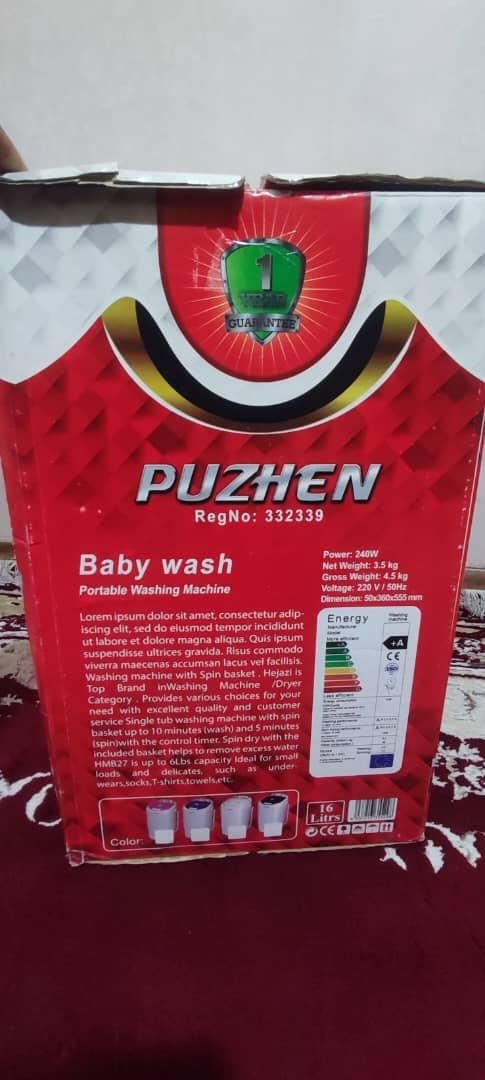 1
YEAR
GUARANTEE
PUZHEN
RegNo: 332339
Baby wash
Portable Washing Machine
Power: 240W
Net Weight: 3.5 kg
Gross Weight: 4.5 kg
Voltage: 220 V / 50Hz
Dimension: 50x360x555 mm
Lorem ipsum dolor sit amet, consectetur adip-
iscing elit, sed do eiusmod tempor incididunt
ut labore et dolore magna aliqua. Quis ipsum
suspendisse ultrices gravida. Risus commodo
viverra maecenas accumsan lacus vel facilisis.
Washing machine with Spin basket . Hejazi is
Top Brand inWashing Machine /Dryer
Category . Provides various choices for your
need with excellent quality and customer
service Single tub washing machine with spin
basket up to 10 minutes (wash) and 5 minutes
(spin)with the control timer. Spin dry with the
included basket helps to remove excess water
HMB27 is up to 6Lbs capacity Ideal for small
loads and delicates, such as under-
wears,socks,T-shirts,towels,etc.
Energy
Washing
machine
Manufacture
Model
More efficient
+A
CE
Less efficient
Color:
16
Litrs
CE